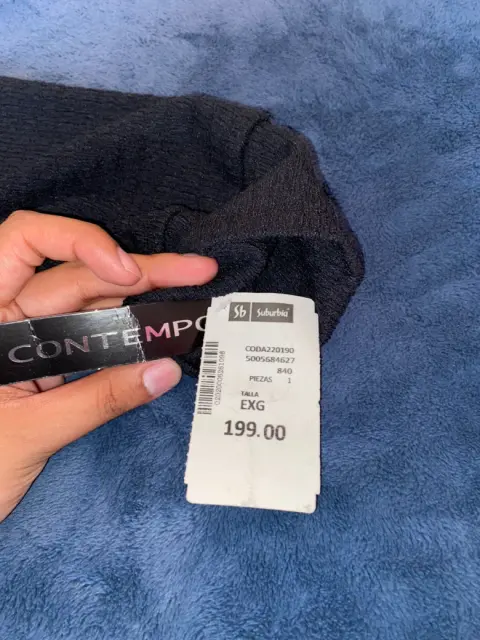 CONTEMPO
Sb Suburbia
CODA220190
5005684627
840
PIEZAS 1
TALLA
EXG
199.00